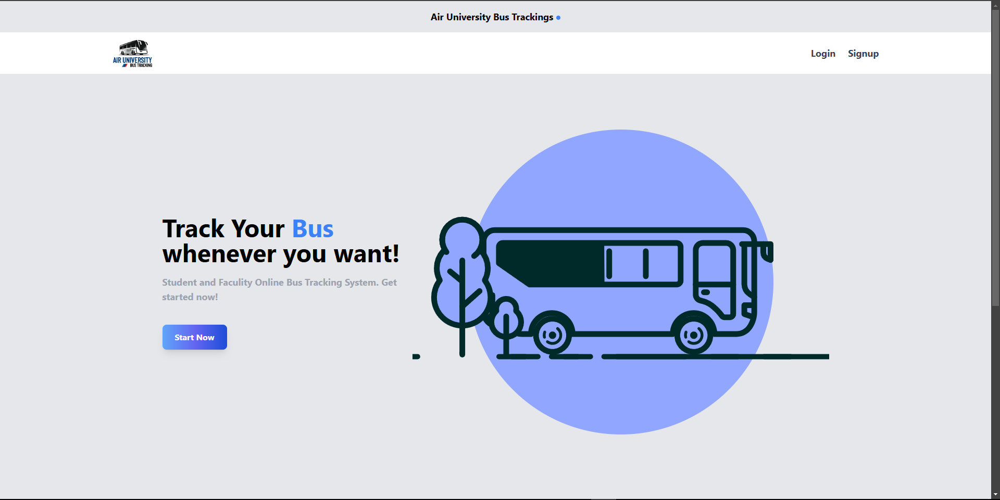 Air University Bus Trackings
AIR UNIVERSITY
BUS TRACKING
Login
Signup
Track Your Bus
whenever you want!
Student and Faculity Online Bus Tracking System. Get
started now!
Start Now